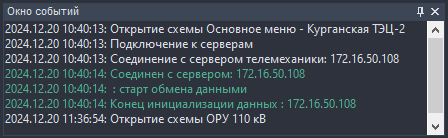 Окно событий
2024.12.20 10:40:13: Открытие схемы Основное меню - Курганская ТЭЦ-2
2024.12.20 10:40:13: Подключение к серверам
2024.12.20 10:40:13: Соединение с сервером телемеханики: 172.16.50.108
2024.12.20 10:40:14: Соединен с сервером: 172.16.50.108
2024.12.20 10:40:14:  : старт обмена данными
2024.12.20 10:40:14: Конец инициализации данных : 172.16.50.108
2024.12.20 11:36:54: Открытие схемы ОРУ 110 кВ